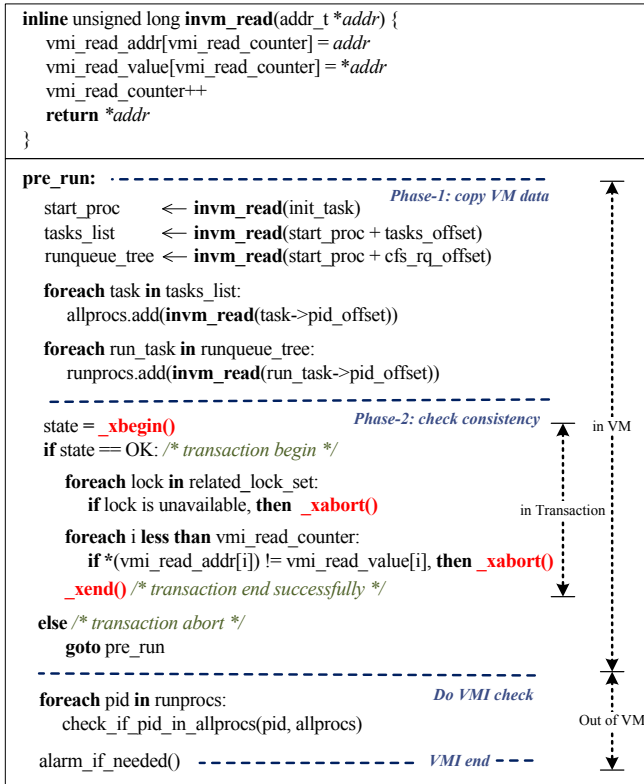 inline unsigned long invm_read(addr_t *addr) {
vmi_read_addr[vmi_read_counter] = addr
vmi_read_value[vmi_read_counter] = *addr
vmi_read_counter++
return *addr
}
pre_run:
Phase-1: copy VM data
start_proc ← invm_read(init_task)
tasks_list ← invm_read(start_proc + tasks_offset)
runqueue_tree ← invm_read(start_proc + cfs_rq_offset)
foreach task in tasks_list:
allprocs.add(invm_read(task->pid_offset))
foreach run_task in runqueue_tree:
runprocs.add(invm_read(run_task->pid_offset))
Phase-2: check consistency
state = _xbegin()
if state == OK: /* transaction begin */
foreach lock in related_lock_set:
if lock is unavailable, then _xabort()
foreach i less than vmi_read_counter:
if *(vmi_read_addr[i]) != vmi_read_value[i], then _xabort()
_xend() /* transaction end successfully */
else /* transaction abort */
goto pre_run
in Transaction
in VM
Do VMI check
foreach pid in runprocs:
check_if_pid_in_allprocs(pid, allprocs)
Out of VM
alarm_if_needed()
VMI end